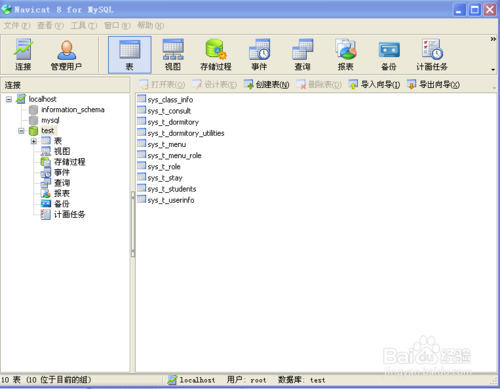 Navicat 8 for MySQL
文件(F) 查看(V) 工具(T) 窗口(W) 帮助(H)
连接 管理用户 表 视图 存储过程 事件 查询 报表 备份 计画任务
连接
打开表(O) 设计表(D) 创建表(N) 删除表(D) 导入向导(I) 导出向导(X)
localhost
information_schema
mysql
test
表
视图
存储过程
事件
查询
报表
备份
计画任务
sys_class_info
sys_t_consult
sys_t_dormitory
sys_t_dormitory_utilities
sys_t_menu
sys_t_menu_role
sys_t_role
sys_t_stay
sys_t_students
sys_t_userinfo
Baidu 经验
jingyan.baidu.com
10 表 (10 位于目前的组) localhost 用户: root 数据库: test